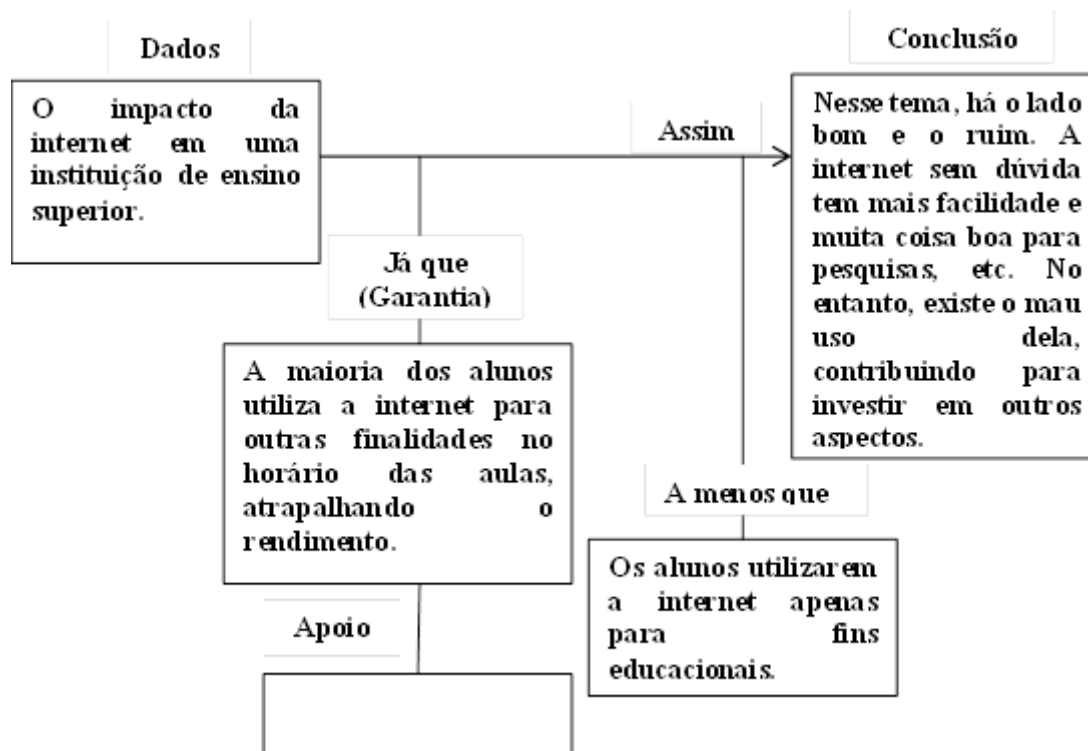 Dados
O impacto da
internet em uma
instituição de ensino
superior.
Assim
Conclusão
Nesse tema, há o lado
bom e o ruim. A
internet sem dúvida
tem mais facilidade e
muita coisa boa para
pesquisas, etc. No
entanto, existe o mau
uso dela,
contribuindo para
investir em outros
aspectos.
Já que
(Garantia)
A maioria dos alunos
utiliza a internet para
outras finalidades no
horário das aulas,
atrapalhando o
rendimento.
A menos que
Os alunos utilizarem
a internet apenas
para fins
educacionais.
Apoio